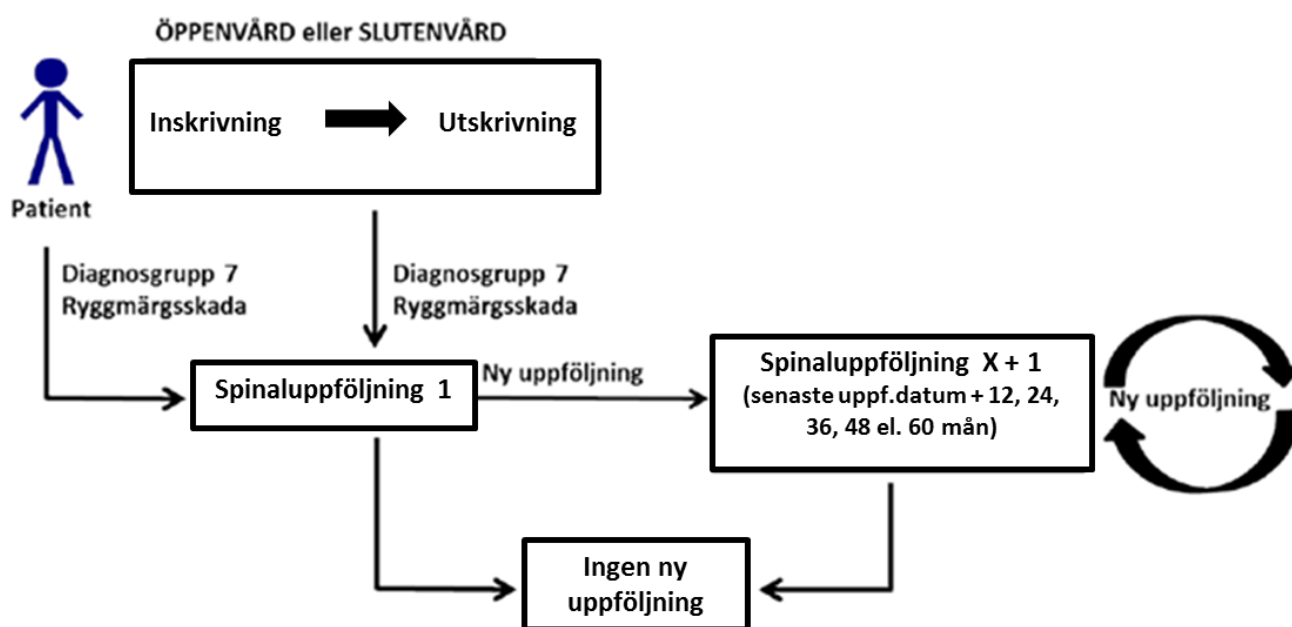 ÖPPENVÅRD eller SLUTENVÅRD
Inskrivning
Utskrivning
Patient
Diagnosgrupp 7
Ryggmärgsskada
Diagnosgrupp 7
Ryggmärgsskada
Spinaluppföljning 1
Ny uppföljning
Spinaluppföljning X + 1
(senaste uppf.datum + 12, 24,
36, 48 el. 60 mån)
Ny uppföljning
Ingen ny
uppföljning